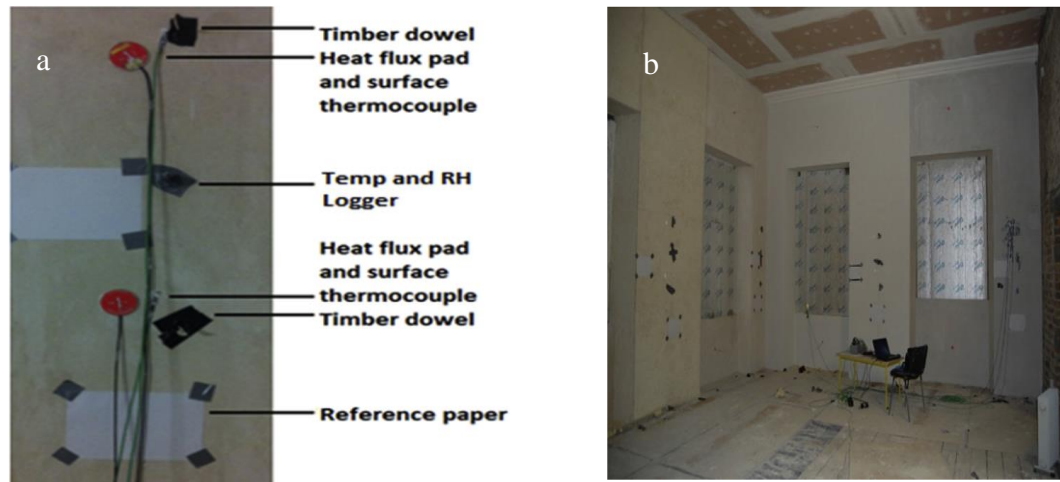 a
Timber dowel
Heat flux pad
and surface
thermocouple
Temp and RH
Logger
Heat flux pad
and surface
thermocouple
Timber dowel
Reference paper
b